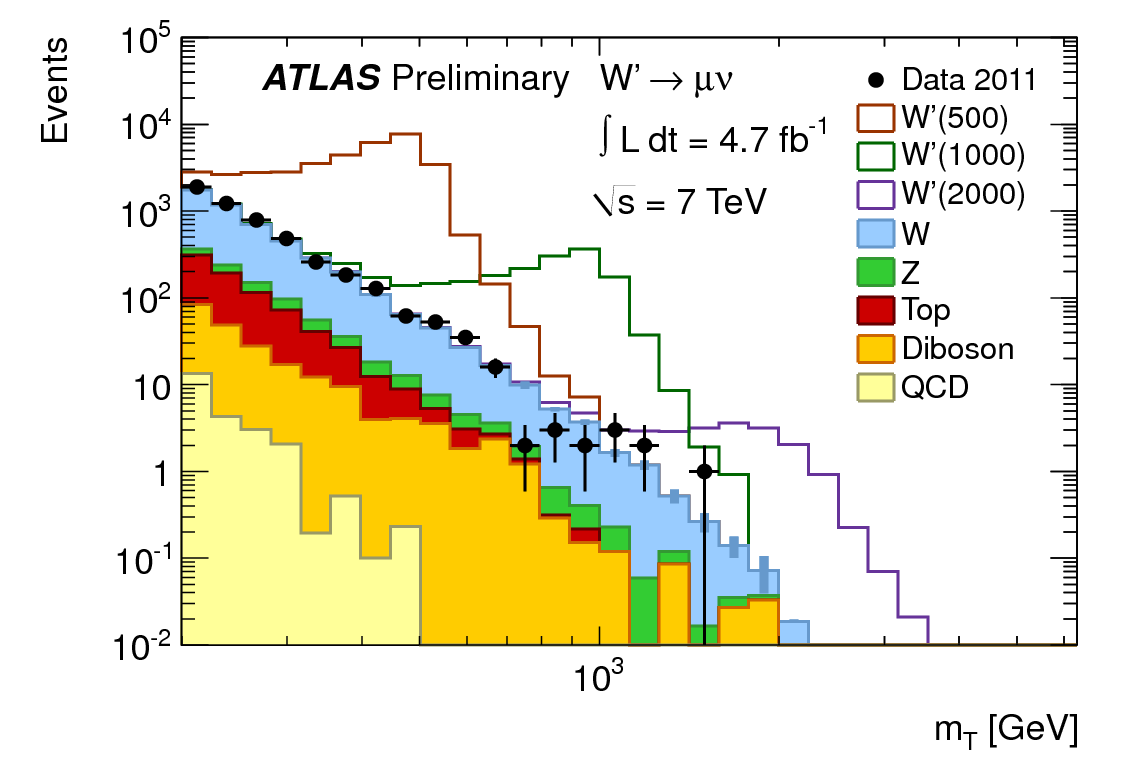 Events
10⁵
10⁴
10³
10²
10
1
10⁻¹
10⁻²
ATLAS Preliminary
W' → μν
∫ L dt = 4.7 fb⁻¹
√s = 7 TeV
Data 2011
W'(500)
W'(1000)
W'(2000)
W
Z
Top
Diboson
QCD
10³
m_T [GeV]